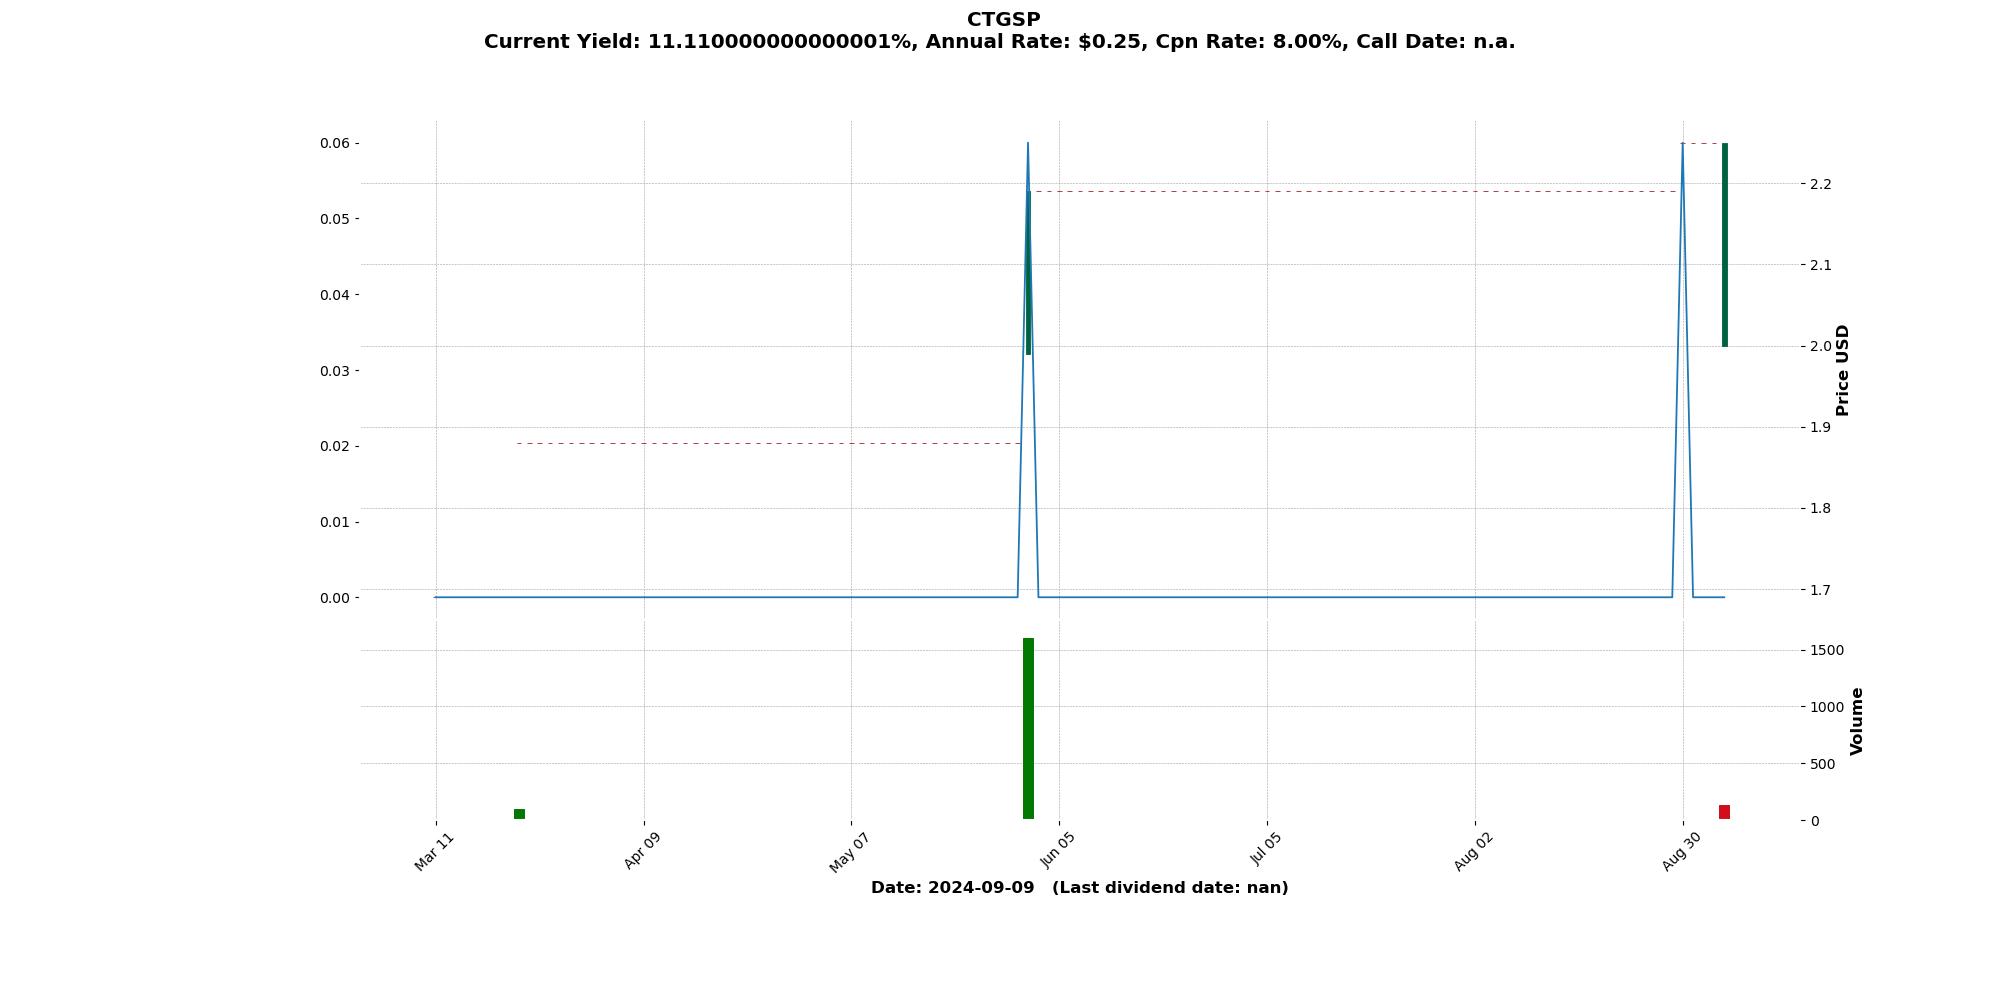 CTGSP
Current Yield: 11.110000000000001%, Annual Rate: $0.25, Cpn Rate: 8.00%, Call Date: n.a.
0.06
0.05
0.04
0.03
0.02
0.01
0.00
2.2
2.1
2.0
1.9
1.8
1.7
Price USD
1500
1000
500
0
Volume
Mar 11
Apr 09
May 07
Jun 05
Jul 05
Aug 02
Aug 30
Date: 2024-09-09   (Last dividend date: nan)